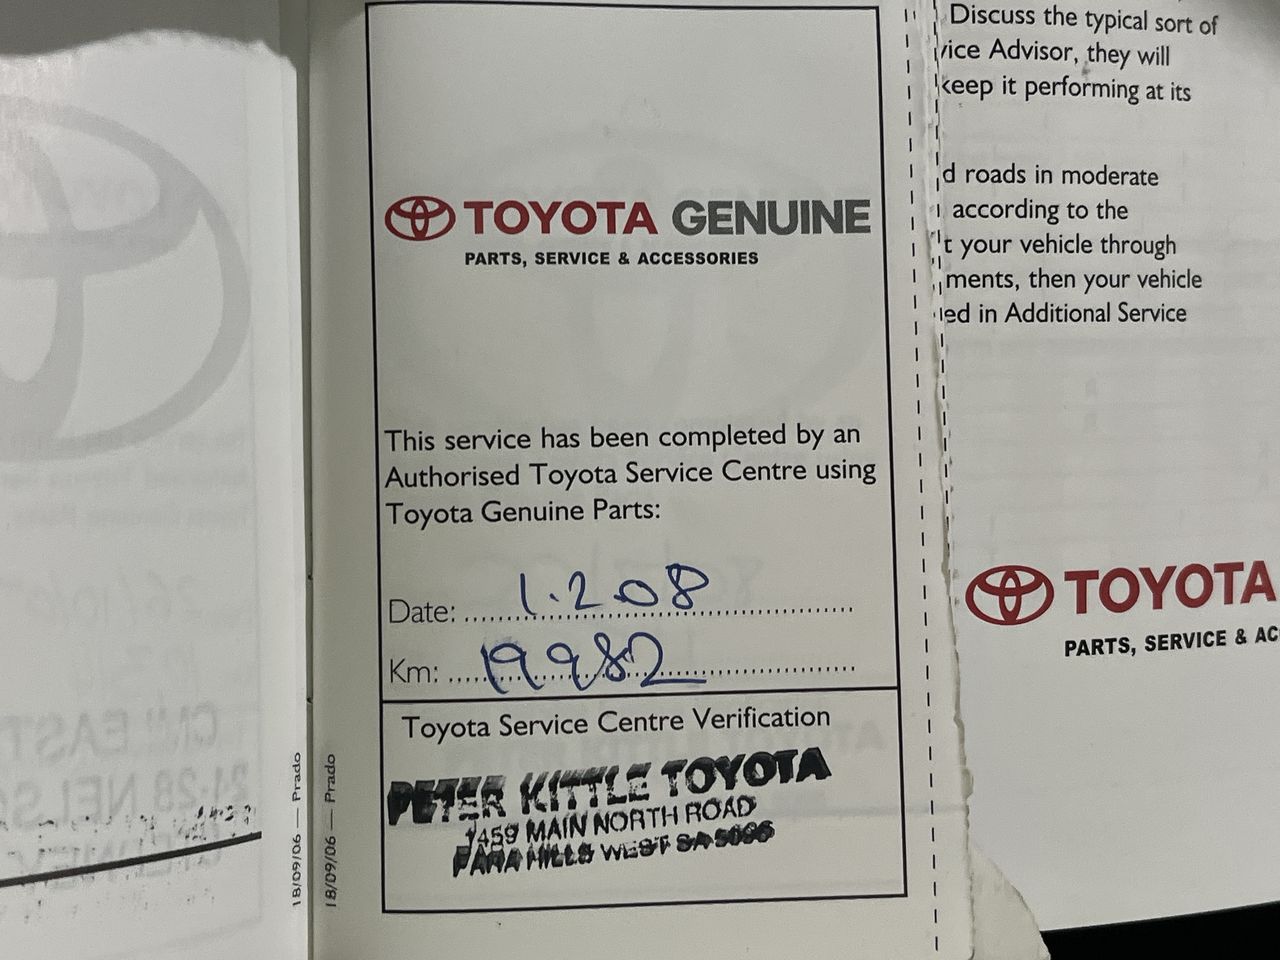 TOYOTA GENUINE
PARTS, SERVICE & ACCESSORIES
This service has been completed by an
Authorised Toyota Service Centre using
Toyota Genuine Parts:
Date: 1.2.08
Km: 19982
Toyota Service Centre Verification
PETER KITTLE TOYOTA
1459 MAIN NORTH ROAD
PARA HILLS WEST SA 5096
18/09/06 — Prado
18/09/06 — Prado
Discuss the typical sort of
vice Advisor, they will
keep it performing at its
d roads in moderate
according to the
t your vehicle through
ments, then your vehicle
ed in Additional Service
TOYOTA
PARTS, SERVICE & AC